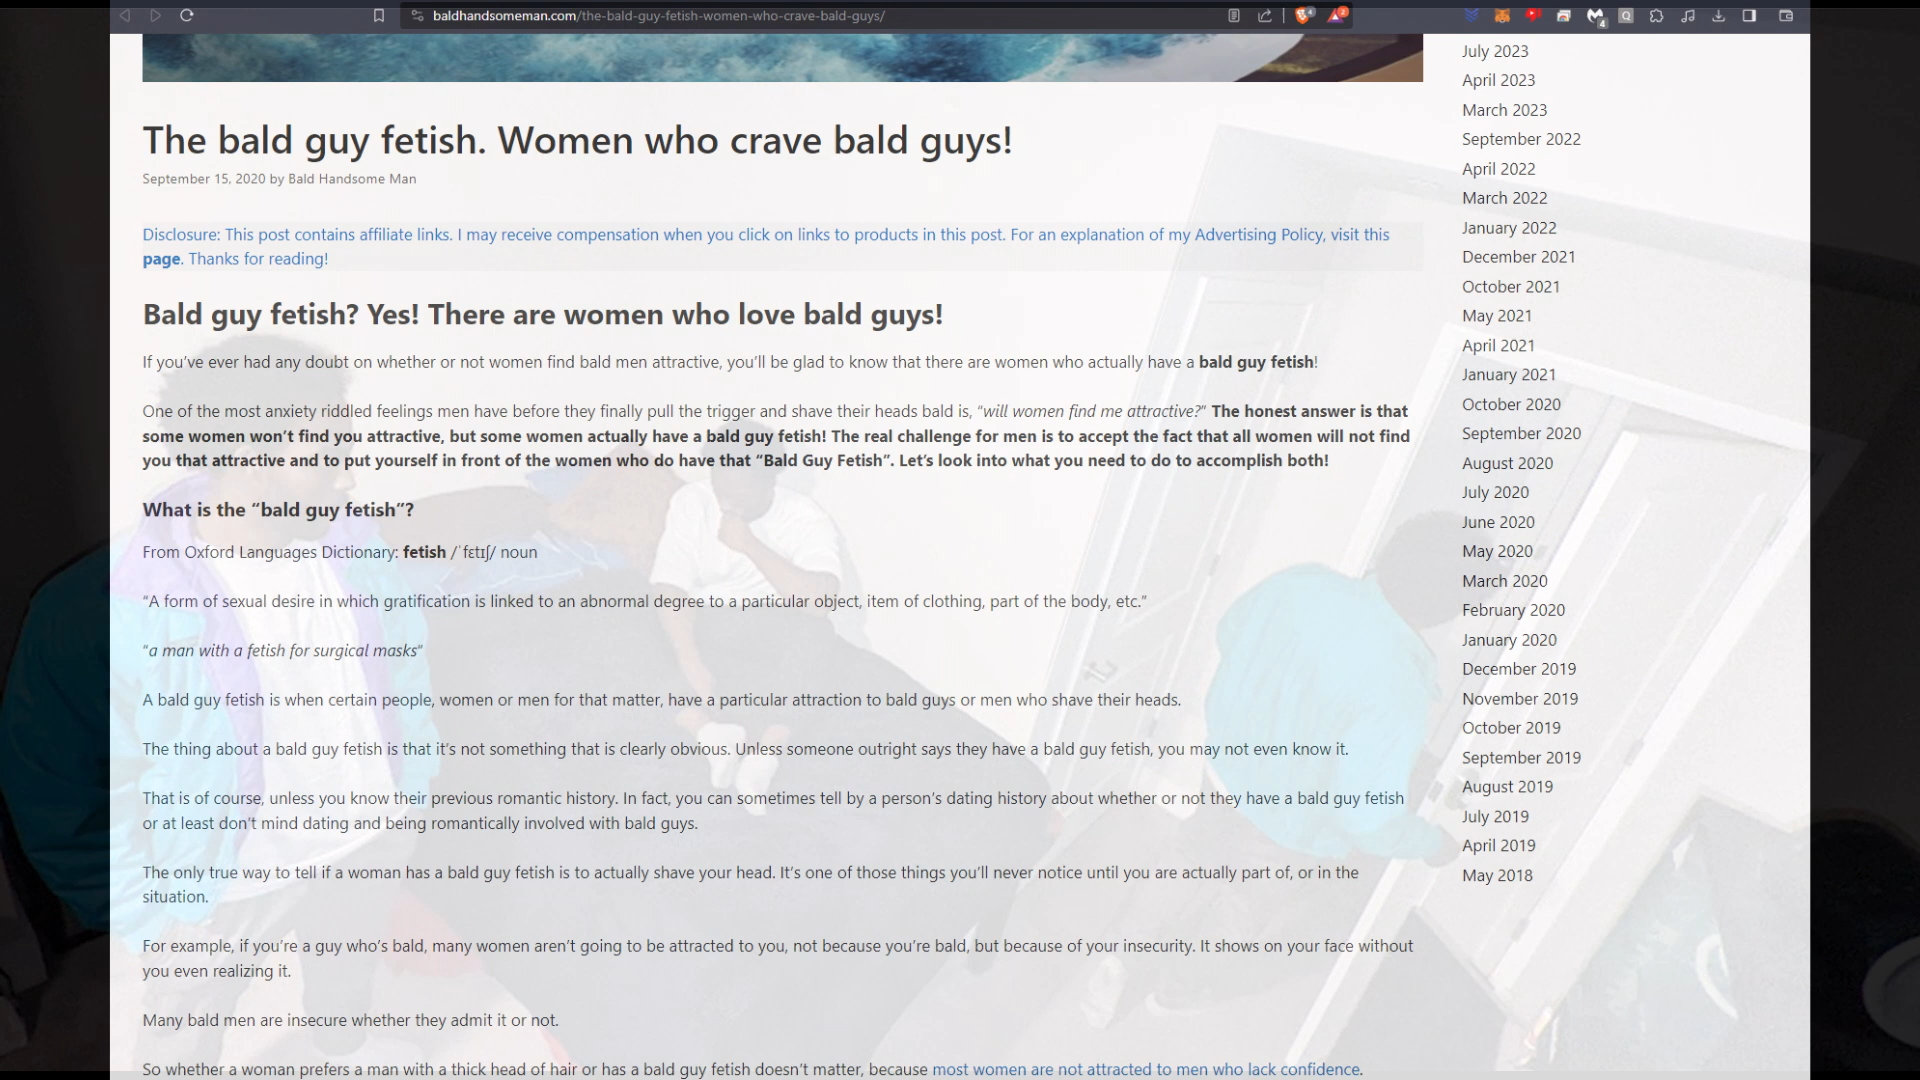 baldhandsomeman.com/the-bald-guy-fetish-women-who-crave-bald-guys/
The bald guy fetish. Women who crave bald guys!
September 15, 2020 by Bald Handsome Man
Disclosure: This post contains affiliate links. I may receive compensation when you click on links to products in this post. For an explanation of my Advertising Policy, visit this
page. Thanks for reading!
Bald guy fetish? Yes! There are women who love bald guys!
If you’ve ever had any doubt on whether or not women find bald men attractive, you’ll be glad to know that there are women who actually have a bald guy fetish!
One of the most anxiety riddled feelings men have before they finally pull the trigger and shave their heads bald is, “will women find me attractive?” The honest answer is that
some women won’t find you attractive, but some women actually have a bald guy fetish! The real challenge for men is to accept the fact that all women will not find
you that attractive and to put yourself in front of the women who do have that “Bald Guy Fetish”. Let’s look into what you need to do to accomplish both!
What is the “bald guy fetish”?
From Oxford Languages Dictionary: fetish /ˈfɛtɪʃ/ noun
“A form of sexual desire in which gratification is linked to an abnormal degree to a particular object, item of clothing, part of the body, etc.”
“a man with a fetish for surgical masks”
A bald guy fetish is when certain people, women or men for that matter, have a particular attraction to bald guys or men who shave their heads.
The thing about a bald guy fetish is that it’s not something that is clearly obvious. Unless someone outright says they have a bald guy fetish, you may not even know it.
That is of course, unless you know their previous romantic history. In fact, you can sometimes tell by a person’s dating history about whether or not they have a bald guy fetish
or at least don’t mind dating and being romantically involved with bald guys.
The only true way to tell if a woman has a bald guy fetish is to actually shave your head. It’s one of those things you’ll never notice until you are actually part of, or in the
situation.
For example, if you’re a guy who’s bald, many women aren’t going to be attracted to you, not because you’re bald, but because of your insecurity. It shows on your face without
you even realizing it.
Many bald men are insecure whether they admit it or not.
So whether a woman prefers a man with a thick head of hair or has a bald guy fetish doesn’t matter, because most women are not attracted to men who lack confidence.
July 2023
April 2023
March 2023
September 2022
April 2022
March 2022
January 2022
December 2021
October 2021
May 2021
April 2021
January 2021
October 2020
September 2020
August 2020
July 2020
June 2020
May 2020
March 2020
February 2020
January 2020
December 2019
November 2019
October 2019
September 2019
August 2019
July 2019
April 2019
May 2018